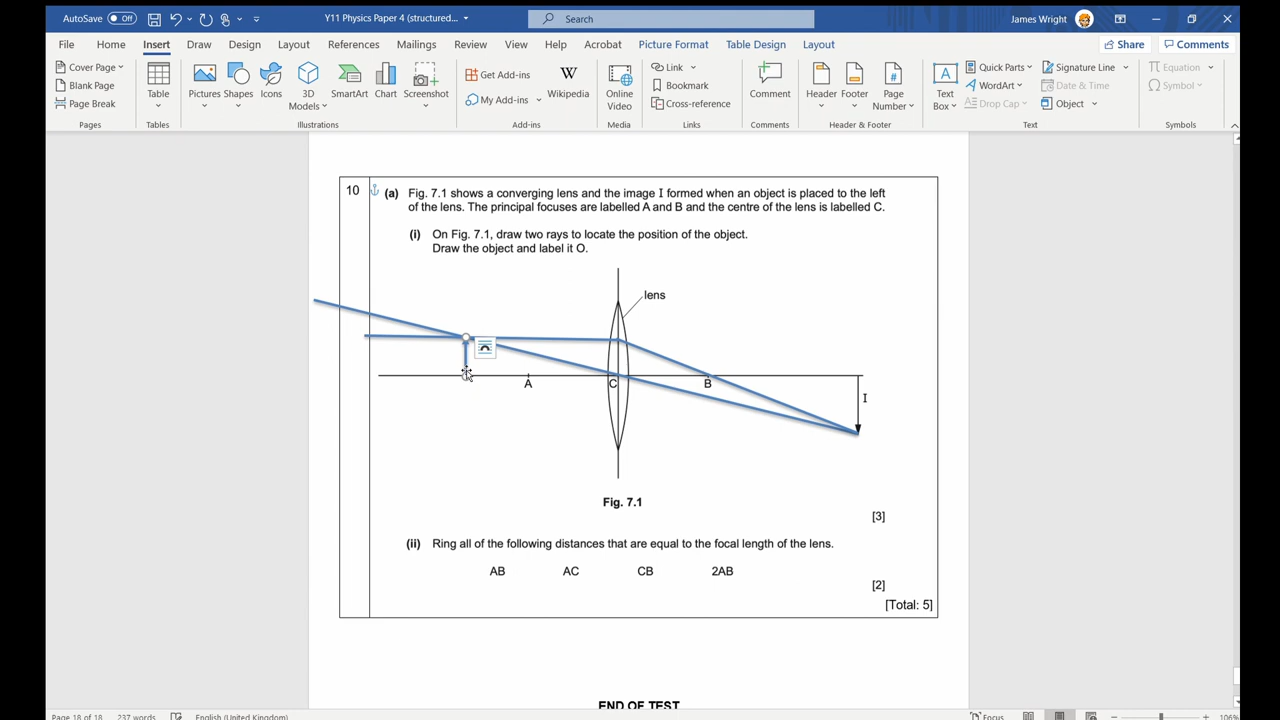 AutoSave Off Y11 Physics Paper 4 (structured... Search James Wright
File Home Insert Draw Design Layout References Mailings Review View Help Acrobat Picture Format Table Design Layout Share Comments
Cover Page
Blank Page
Page Break
Pages
Table
Tables
Pictures Shapes Icons 3D Models SmartArt Chart Screenshot
Illustrations
Get Add-ins
My Add-ins
Wikipedia
Add-ins
Online Video
Media
Link
Bookmark
Cross-reference
Links
Comment
Comments
Header Footer Page Number
Header & Footer
Text Box
Quick Parts
WordArt
Drop Cap
Signature Line
Date & Time
Object
Text
Equation
Symbol
Symbols
10 (a) Fig. 7.1 shows a converging lens and the image I formed when an object is placed to the left
of the lens. The principal focuses are labelled A and B and the centre of the lens is labelled C.
(i) On Fig. 7.1, draw two rays to locate the position of the object.
Draw the object and label it O.
lens
A C B
I
Fig. 7.1
[3]
(ii) Ring all of the following distances that are equal to the focal length of the lens.
AB AC CB 2AB
[2]
[Total: 5]
END OF TEST
Page 18 of 18 237 words English (United Kingdom) Focus 106%